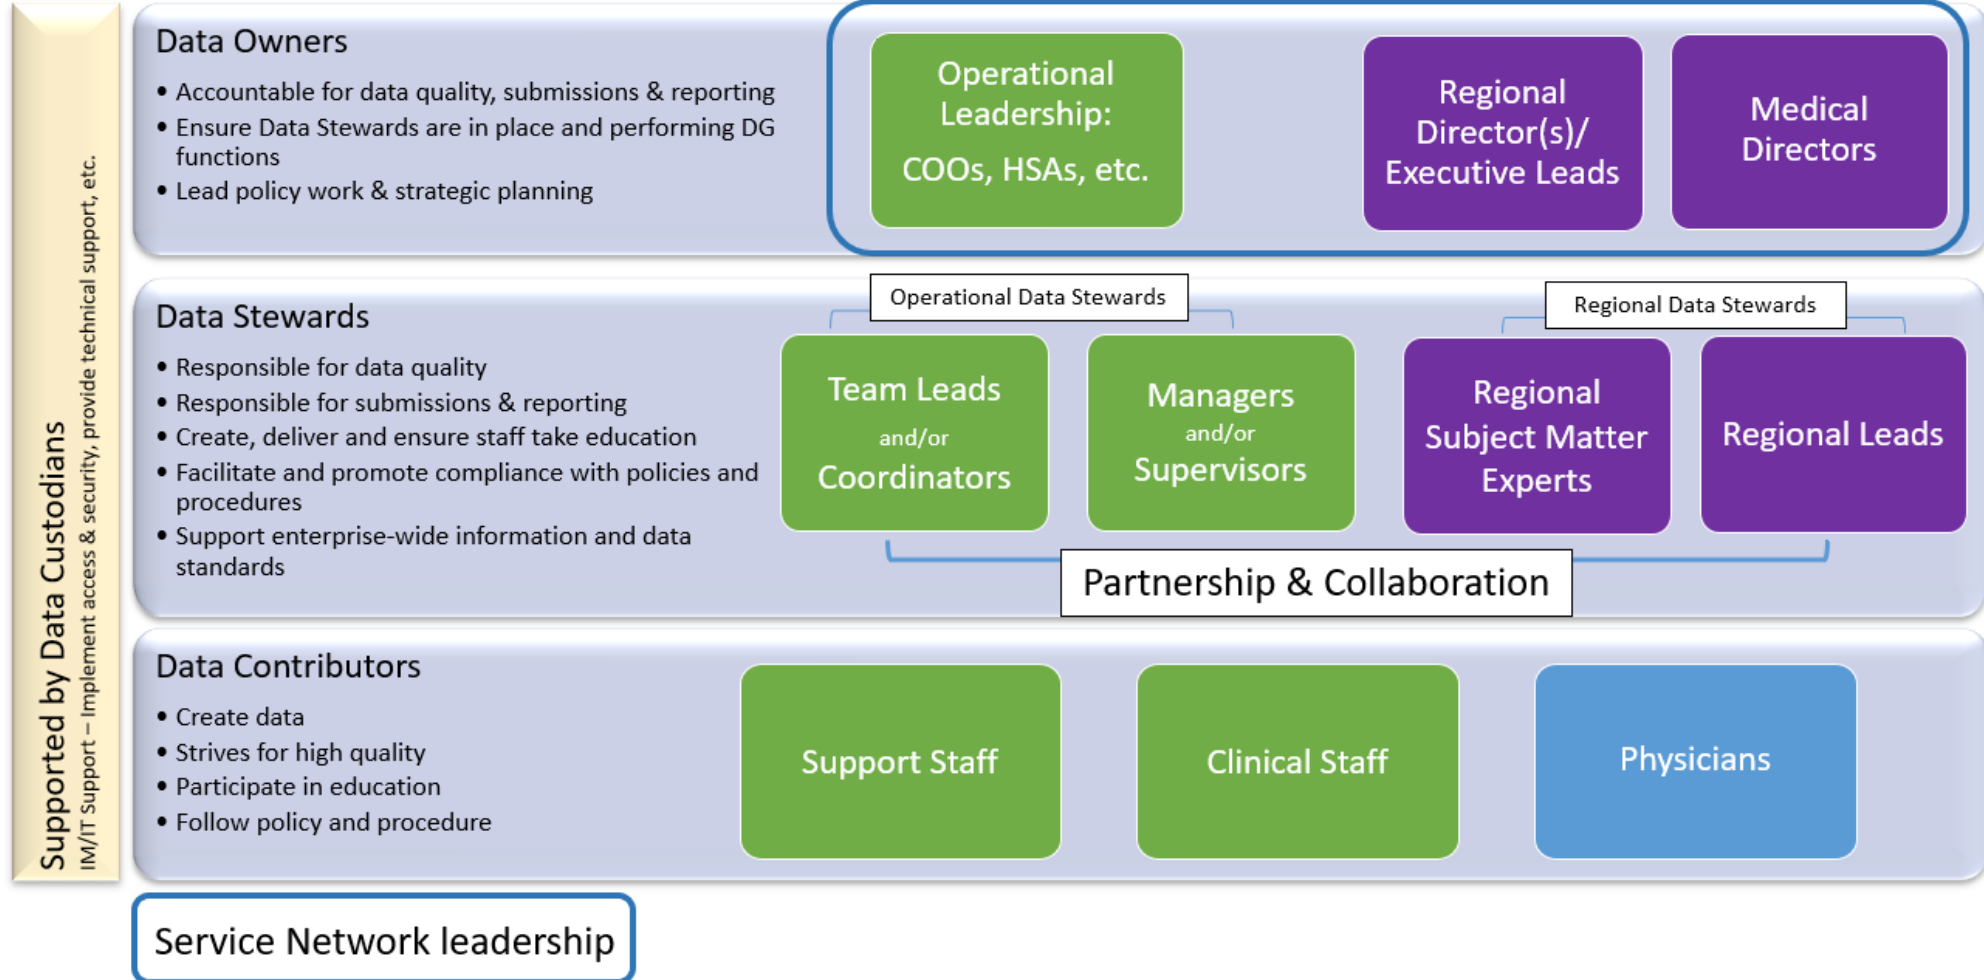 Supported by Data Custodians
IM/IT Support – Implement access & security, provide technical support, etc.
Data Owners
• Accountable for data quality, submissions & reporting
• Ensure Data Stewards are in place and performing DG
functions
• Lead policy work & strategic planning
Operational
Leadership:
COOs, HSAs, etc.
Regional
Director(s)/
Executive Leads
Medical
Directors
Data Stewards
• Responsible for data quality
• Responsible for submissions & reporting
• Create, deliver and ensure staff take education
• Facilitate and promote compliance with policies and
procedures
• Support enterprise-wide information and data
standards
Operational Data Stewards
Team Leads
and/or
Coordinators
Managers
and/or
Supervisors
Regional Data Stewards
Regional
Subject Matter
Experts
Regional Leads
Partnership & Collaboration
Data Contributors
• Create data
• Strives for high quality
• Participate in education
• Follow policy and procedure
Support Staff
Clinical Staff
Physicians
Service Network leadership